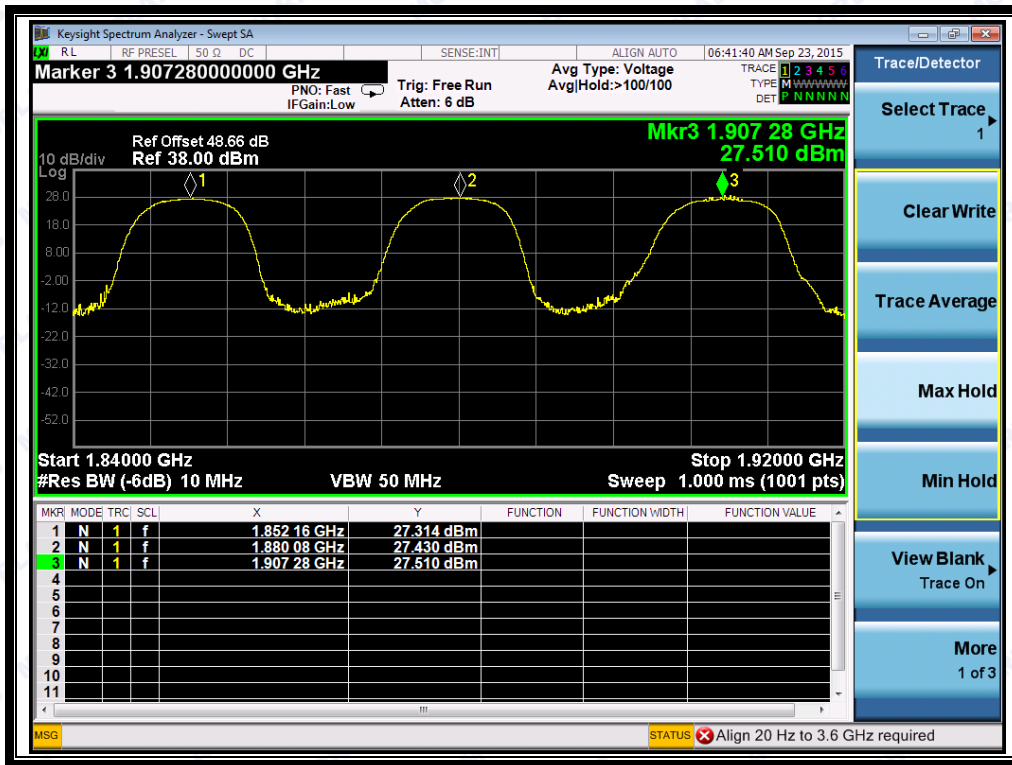 Keysight Spectrum Analyzer - Swept SA
LXI RL RF PRESEL 50 Ω DC SENSE:INT ALIGN AUTO 06:41:40 AM Sep 23, 2015
Marker 3 1.907280000000 GHz
PNO: Fast
IFGain:Low
Trig: Free Run
Atten: 6 dB
Avg Type: Voltage
Avg|Hold:>100/100
TRACE 1 2 3 4 5 6
TYPE M WWWWW
DET P N N N N N
Mkr3 1.907 28 GHz
27.510 dBm
Ref Offset 48.66 dB
10 dB/div Ref 38.00 dBm
Log
1 2 3
28.0
18.0
8.00
-2.00
-12.0
-22.0
-32.0
-42.0
-52.0
Start 1.84000 GHz Stop 1.92000 GHz
#Res BW (-6dB) 10 MHz VBW 50 MHz Sweep 1.000 ms (1001 pts)
MKR MODE TRC SCL X Y FUNCTION FUNCTION WIDTH FUNCTION VALUE
1 N 1 f 1.852 16 GHz 27.314 dBm
2 N 1 f 1.880 08 GHz 27.430 dBm
3 N 1 f 1.907 28 GHz 27.510 dBm
4
5
6
7
8
9
10
11
MSG STATUS Align 20 Hz to 3.6 GHz required
Trace/Detector
Select Trace
1
Clear Write
Trace Average
Max Hold
Min Hold
View Blank
Trace On
More
1 of 3